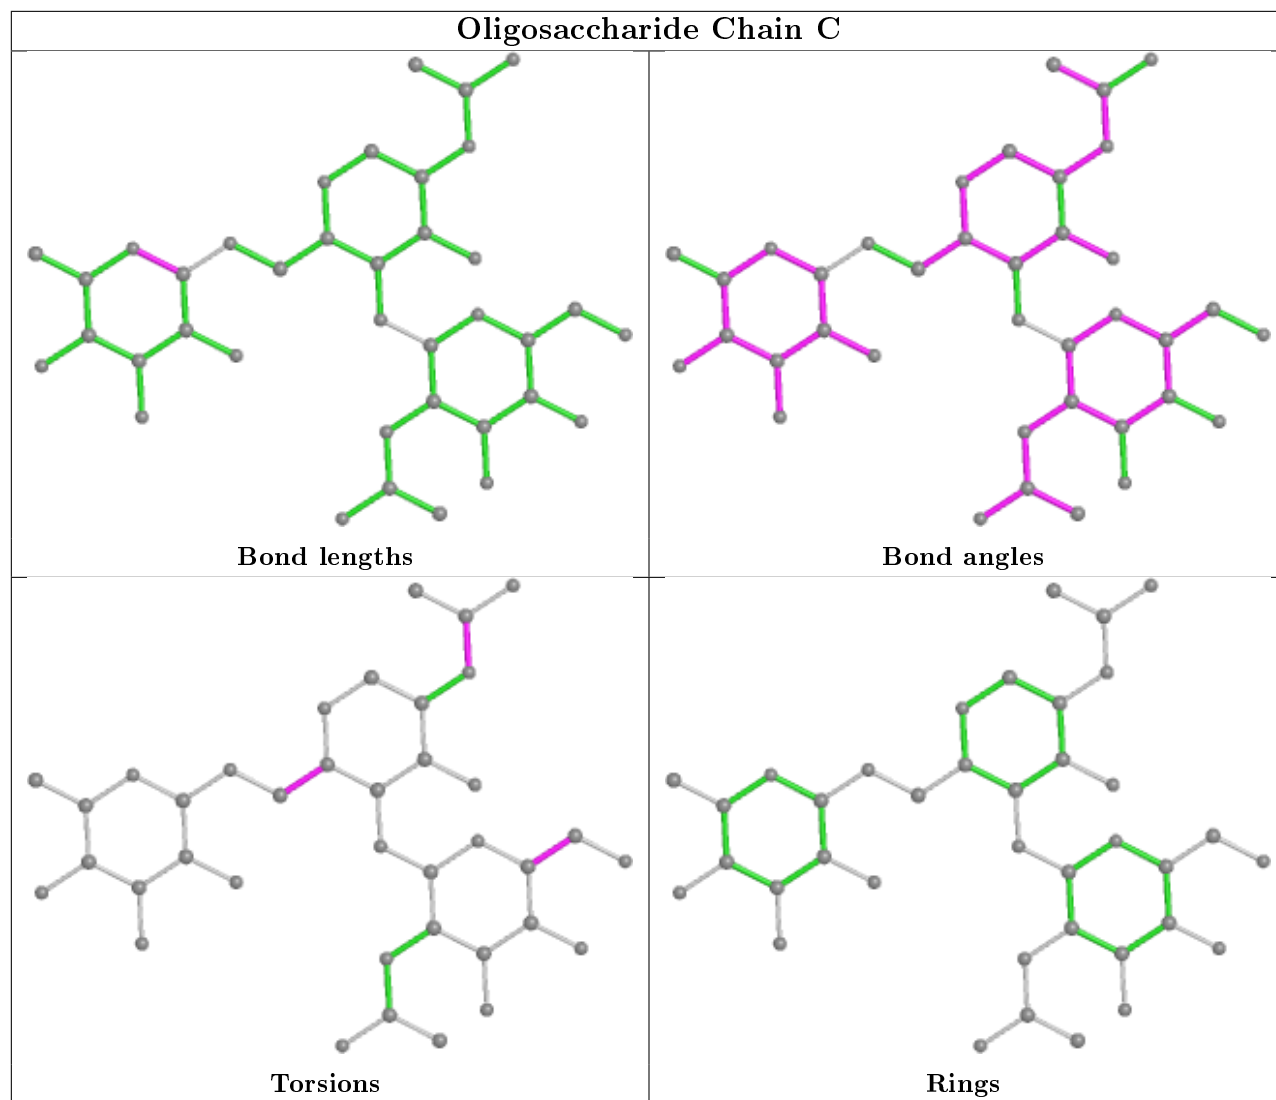 Oligosaccharide Chain C
Bond lengths
Bond angles
Torsions
Rings